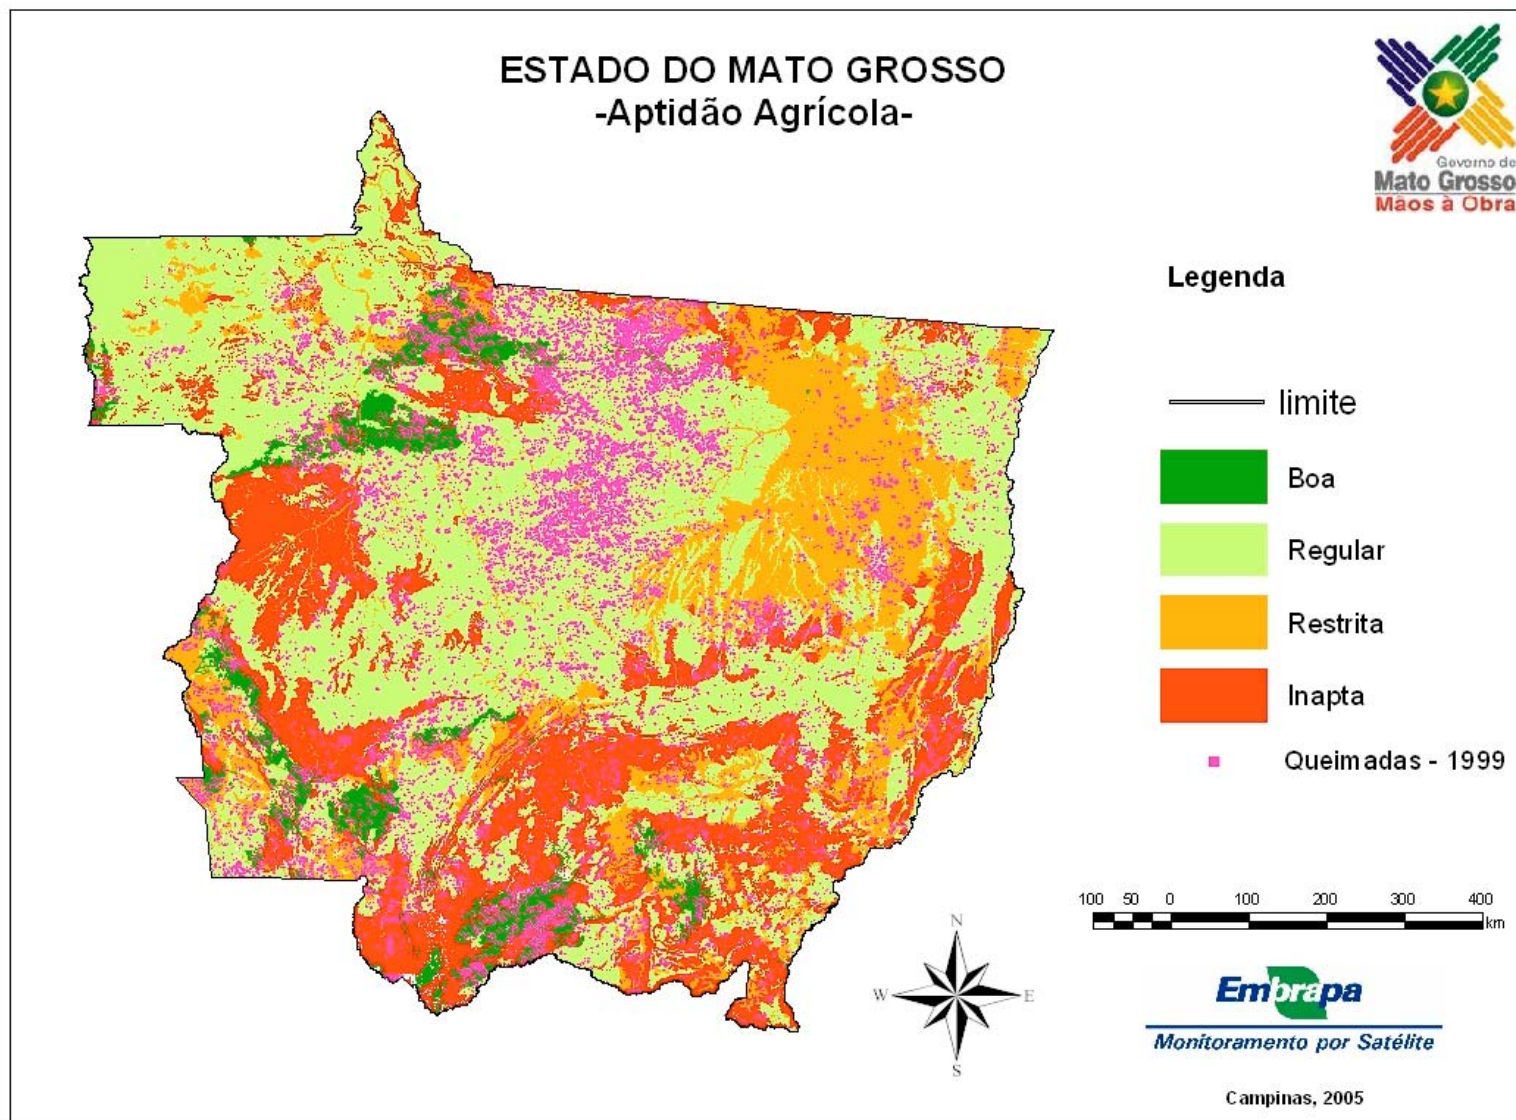 ESTADO DO MATO GROSSO
-Aptidão Agrícola-
Governo de
Mato Grosso
Mãos à Obra
Legenda
limite
Boa
Regular
Restrita
Inapta
Queimadas - 1999
100 50 0 100 200 300 400
km
N
W E
S
Embrapa
Monitoramento por Satélite
Campinas, 2005